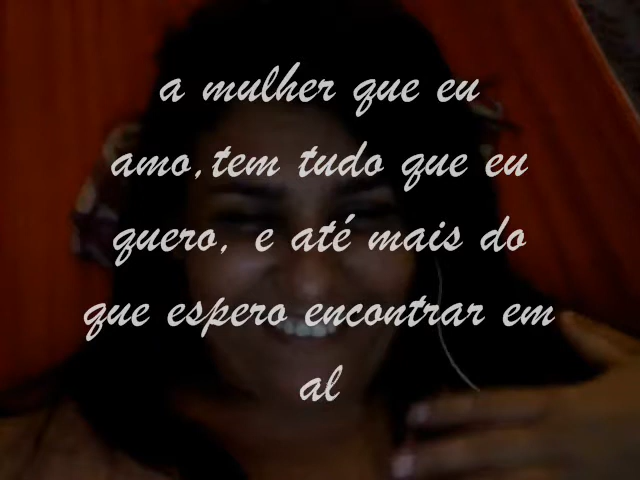 a mulher que eu
amo,tem tudo que eu
quero, e até mais do
que espero encontrar em
al